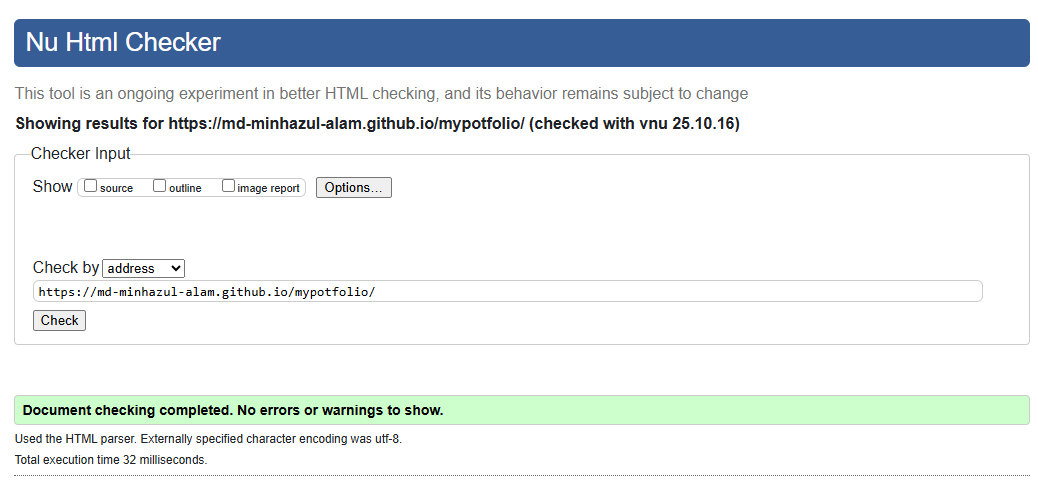 Nu Html Checker
This tool is an ongoing experiment in better HTML checking, and its behavior remains subject to change
Showing results for https://md-minhazul-alam.github.io/mypotfolio/ (checked with vnu 25.10.16)
Checker Input
Show source outline image report Options...
Check by address
https://md-minhazul-alam.github.io/mypotfolio/
Check
Document checking completed. No errors or warnings to show.
Used the HTML parser. Externally specified character encoding was utf-8.
Total execution time 32 milliseconds.